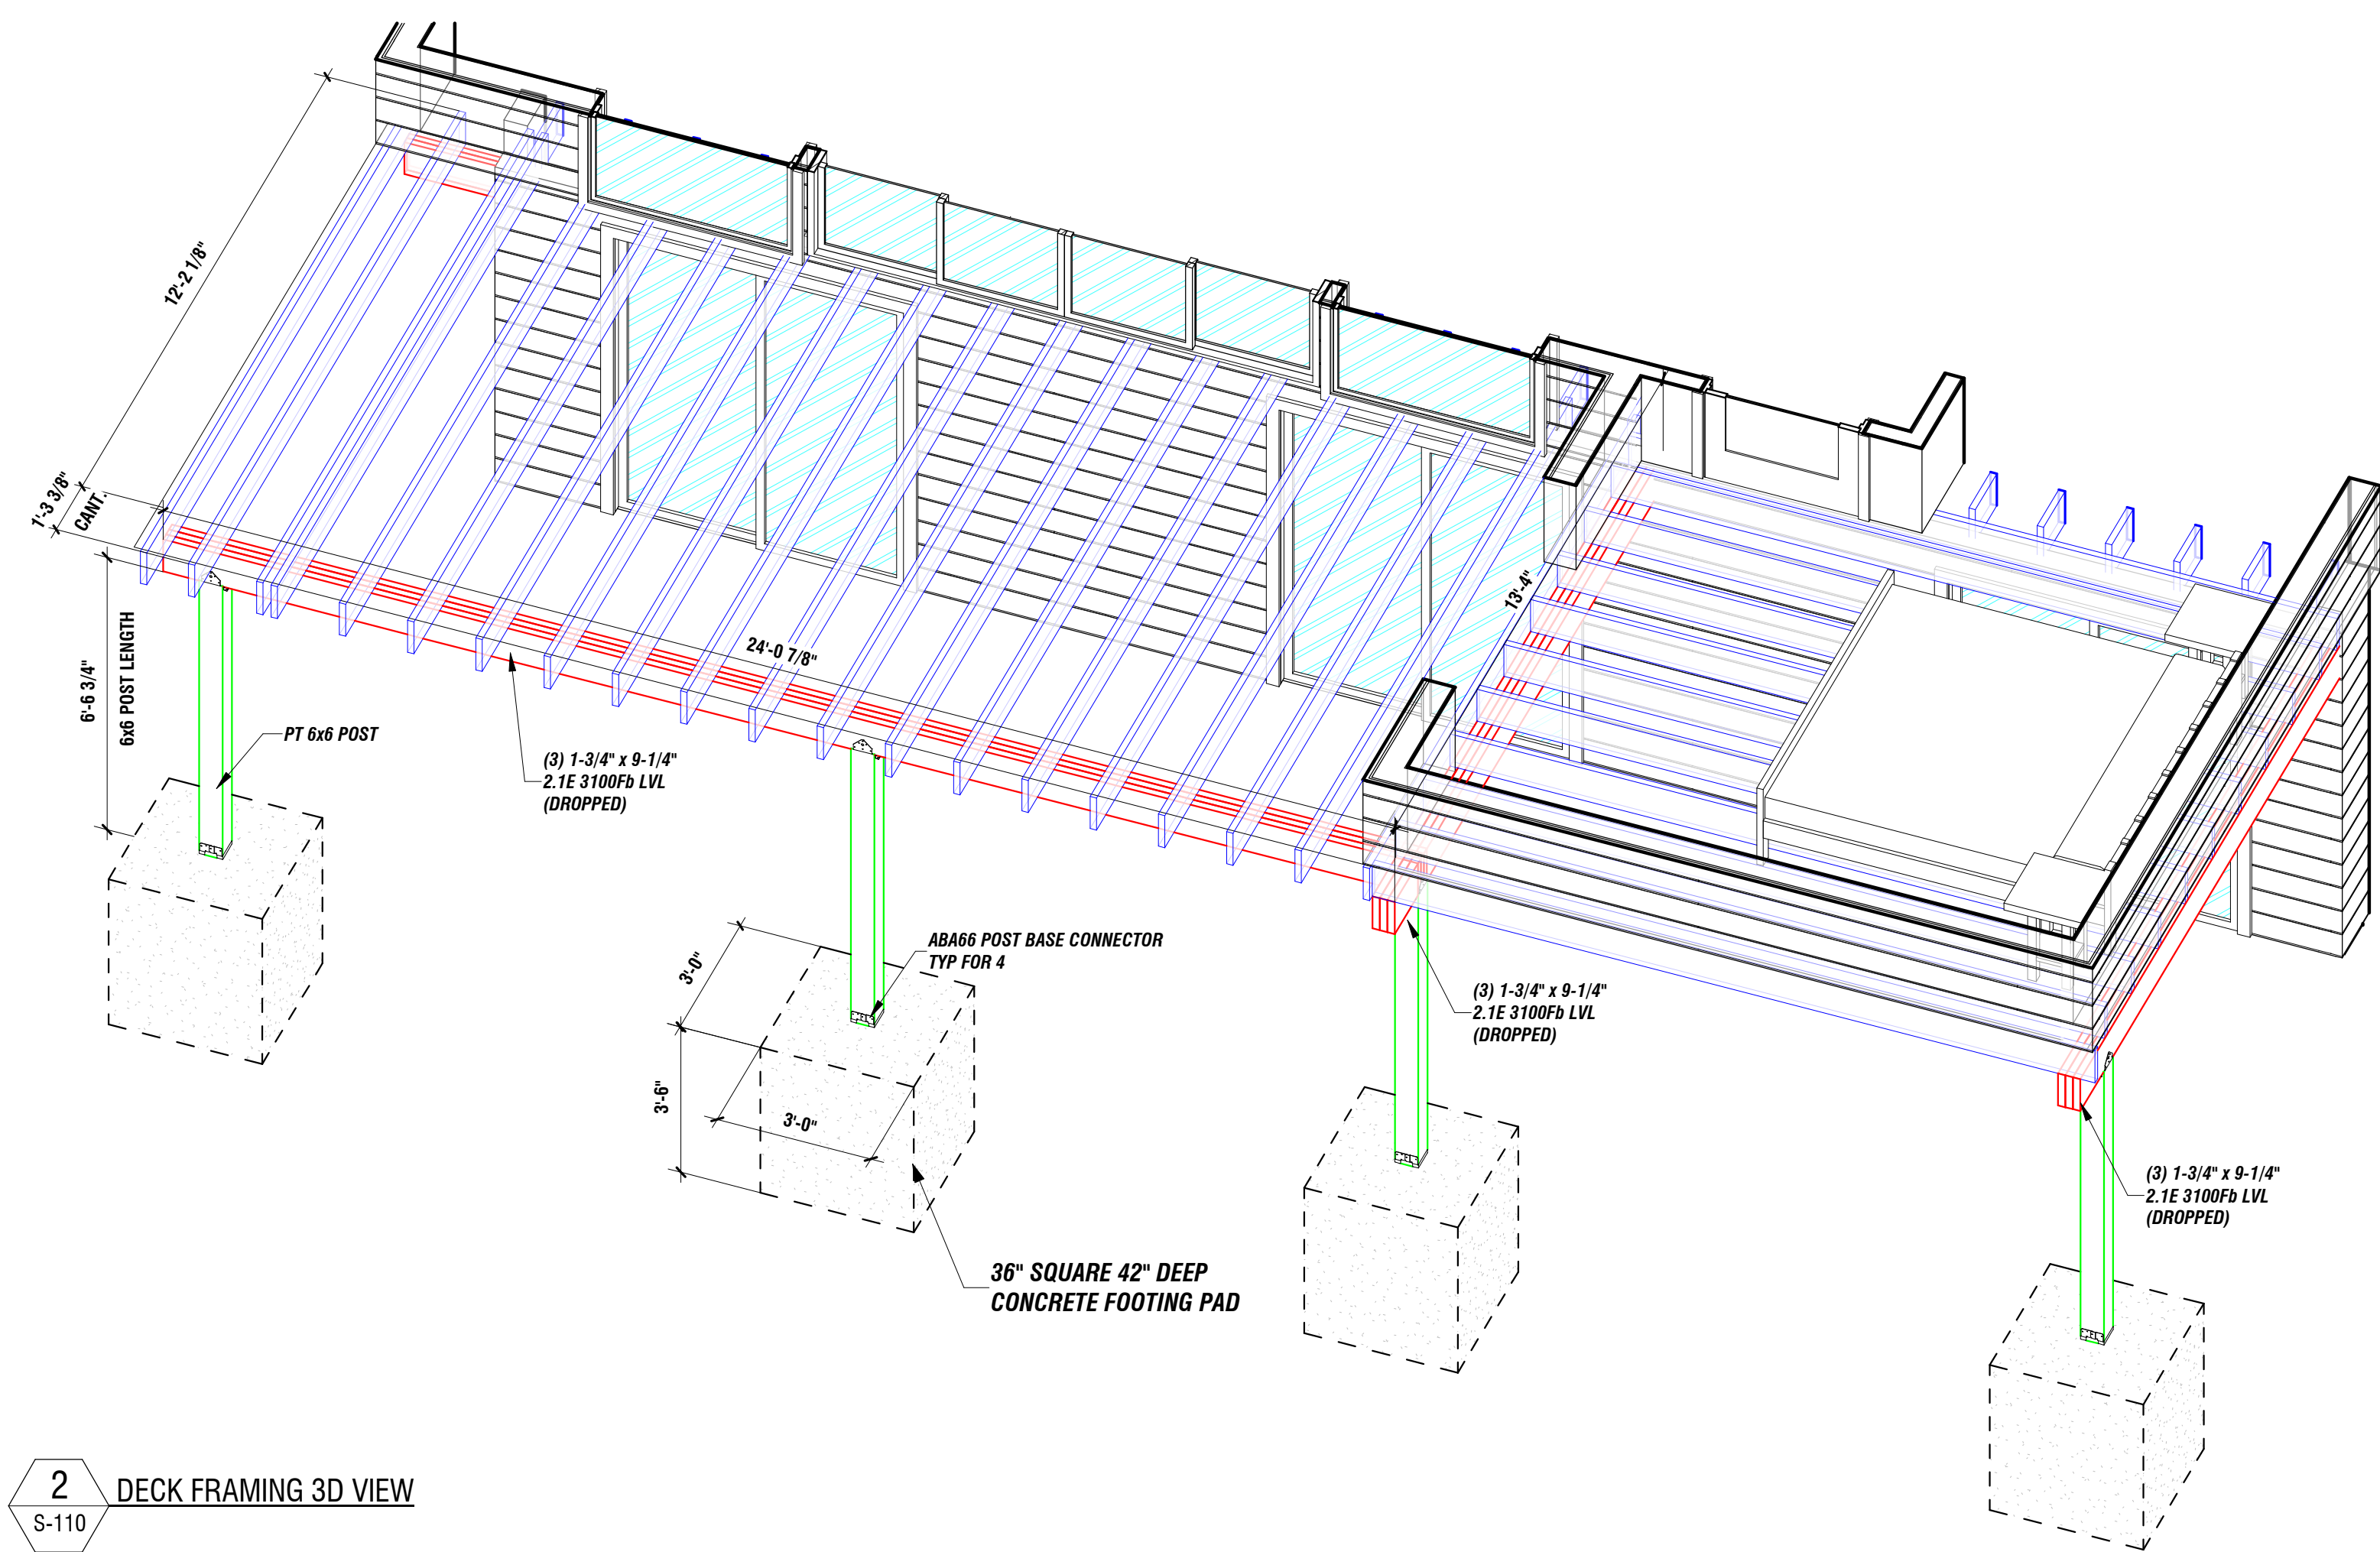 12'-2 1/8"
1'-3 3/8"
CANT.
6'-6 3/4"
6x6 POST LENGTH
PT 6x6 POST
(3) 1-3/4" x 9-1/4"
2.1E 3100Fb LVL
(DROPPED)
24'-0 7/8"
13'-4"
ABA66 POST BASE CONNECTOR
TYP FOR 4
3'-0"
3'-6"
3'-0"
(3) 1-3/4" x 9-1/4"
2.1E 3100Fb LVL
(DROPPED)
(3) 1-3/4" x 9-1/4"
2.1E 3100Fb LVL
(DROPPED)
36" SQUARE 42" DEEP
CONCRETE FOOTING PAD
2
S-110
DECK FRAMING 3D VIEW